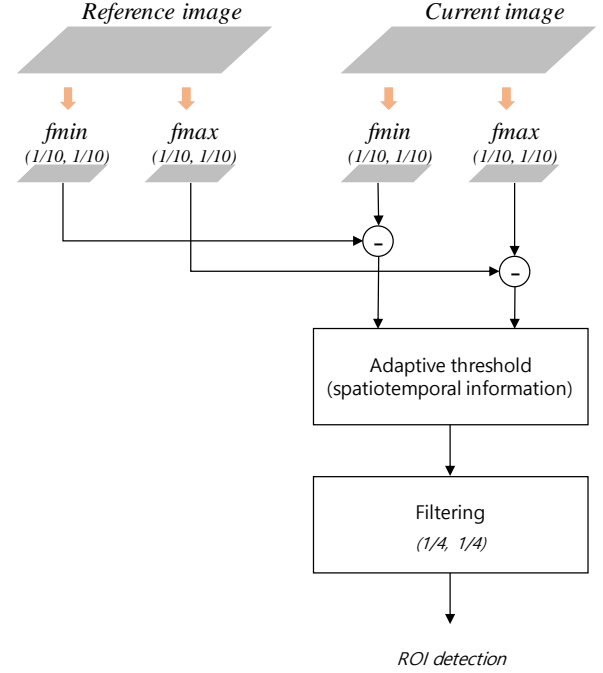 Reference image
Current image
fmin
fmax
fmin
fmax
(1/10, 1/10)
(1/10, 1/10)
(1/10, 1/10)
(1/10, 1/10)
-
-
Adaptive threshold
(spatiotemporal information)
Filtering
(1/4, 1/4)
ROI detection